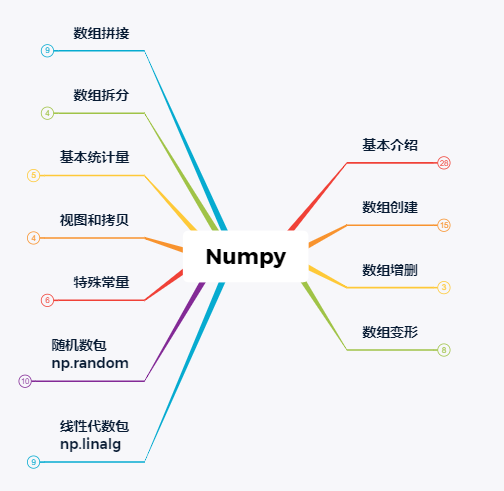 Numpy
基本介绍
28
数组创建
15
数组增删
3
数组变形
8
数组拼接
9
数组拆分
4
基本统计量
5
视图和拷贝
4
特殊常量
6
随机数包
np.random
10
线性代数包
np.linalg
9